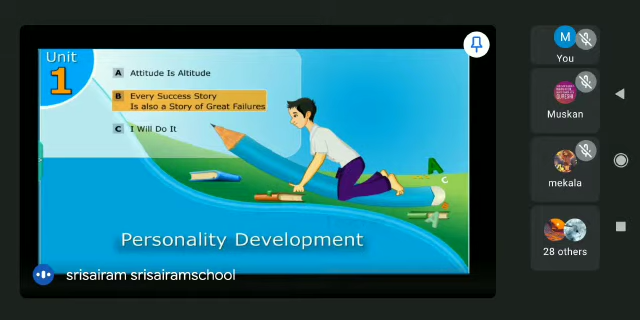 Unit
1
A Attitude Is Altitude
B Every Success Story
Is also a Story of Great Failures
C I Will Do It
A
C
Personality Development
srisairam srisairamschool
M
You
Muskan
mekala
28 others